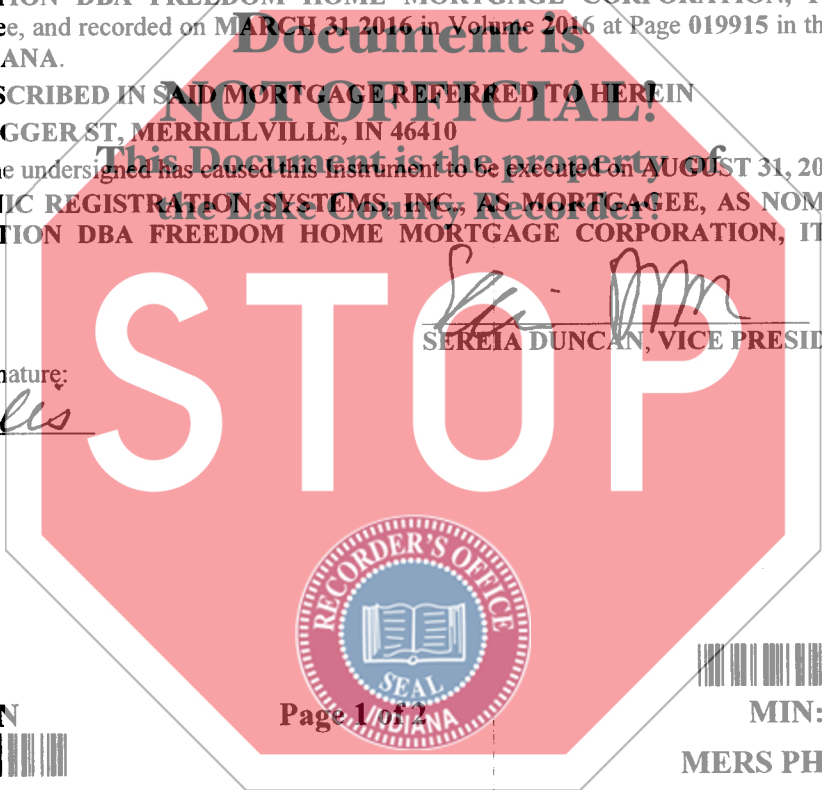 TION DBA FREEDOM HOME MORTGAGE CORPORATION,
ee, and recorded on MARCH 31 2016 in Volume 2016 at Page 019915 in th
ANA.
Document is
NOT OFFICIAL!
This Document is the property of
the Lake County Recorder!
SCRIBED IN SAID MORTGAGE REFERRED TO HEREIN
GGER ST, MERRILLVILLE, IN 46410
e undersigned has caused this Instrument to be executed on AUGUST 31, 20
IC REGISTRATION SYSTEMS, INC., AS MORTGAGEE, AS NOM
TION DBA FREEDOM HOME MORTGAGE CORPORATION, IT
STOP
SEREIA DUNCAN, VICE PRESID
nature:
RECORDER'S OFFICE
SEAL
INDIANA
N
Page 1 of 2
MIN:
MERS PH